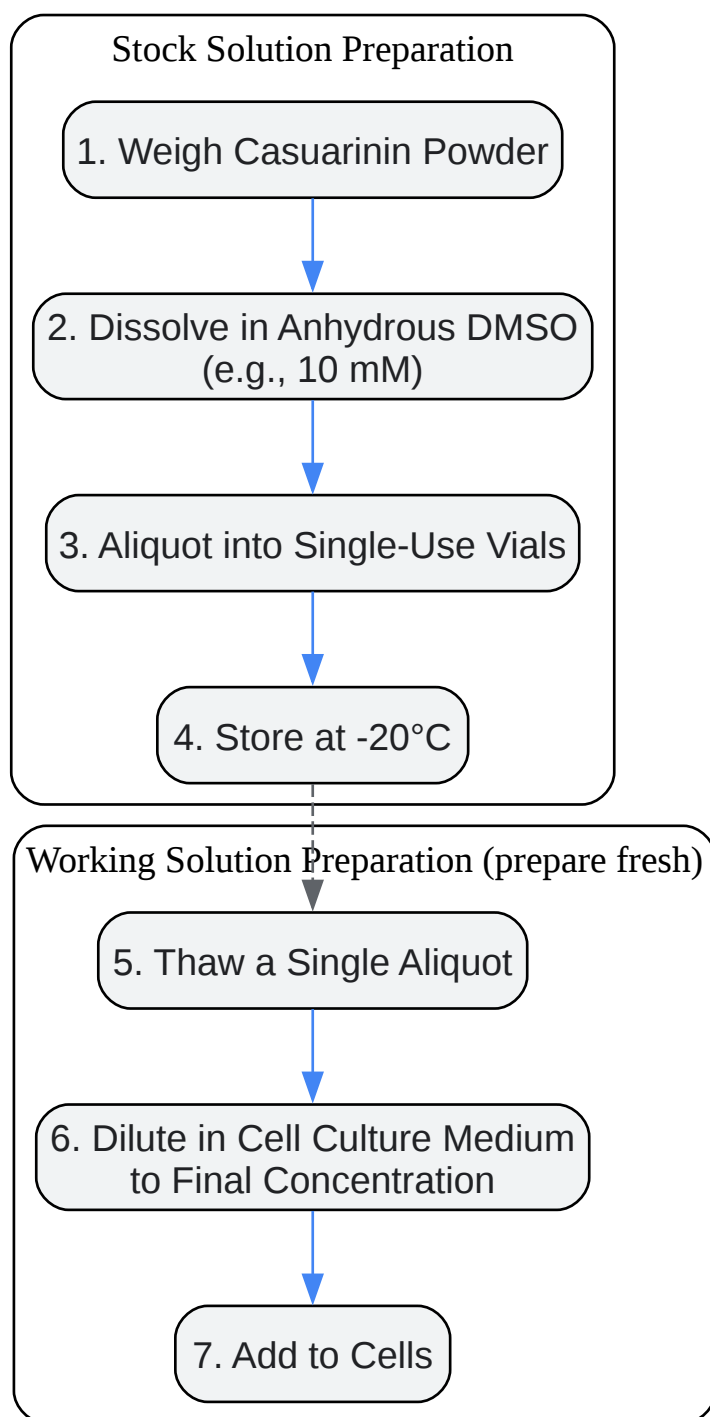 Stock Solution Preparation
1. Weigh Casuarinin Powder
2. Dissolve in Anhydrous DMSO
(e.g., 10 mM)
3. Aliquot into Single-Use Vials
4. Store at -20°C
Working Solution Preparation (prepare fresh)
5. Thaw a Single Aliquot
6. Dilute in Cell Culture Medium
to Final Concentration
7. Add to Cells